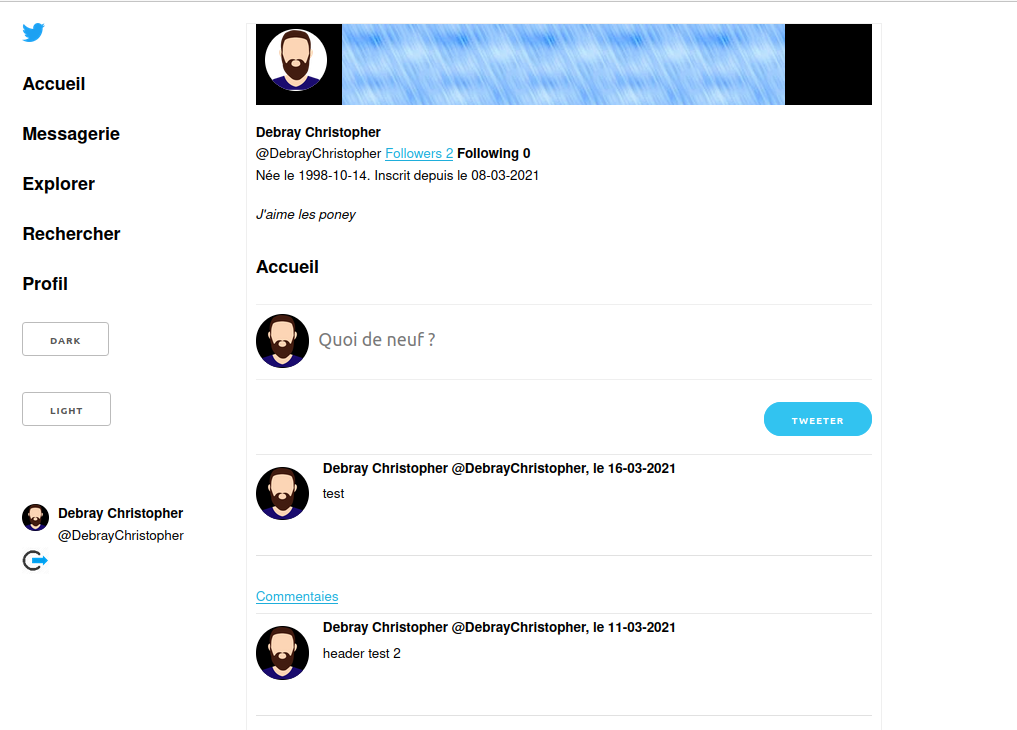 Accueil
Messagerie
Explorer
Rechercher
Profil
DARK
LIGHT
Debray Christopher
@DebrayChristopher
Debray Christopher
@DebrayChristopher Followers 2 Following 0
Née le 1998-10-14. Inscrit depuis le 08-03-2021
J'aime les poney
Accueil
Quoi de neuf ?
TWEETER
Debray Christopher @DebrayChristopher, le 16-03-2021
test
Commentaies
Debray Christopher @DebrayChristopher, le 11-03-2021
header test 2